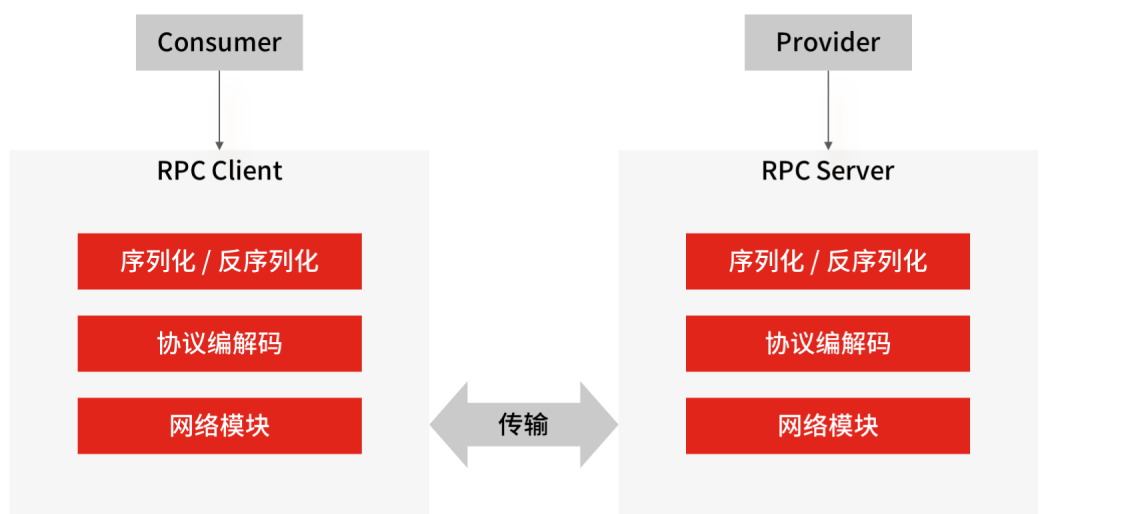 Consumer
Provider
RPC Client
RPC Server
序列化 / 反序列化
序列化 / 反序列化
协议编解码
协议编解码
网络模块
传输
网络模块